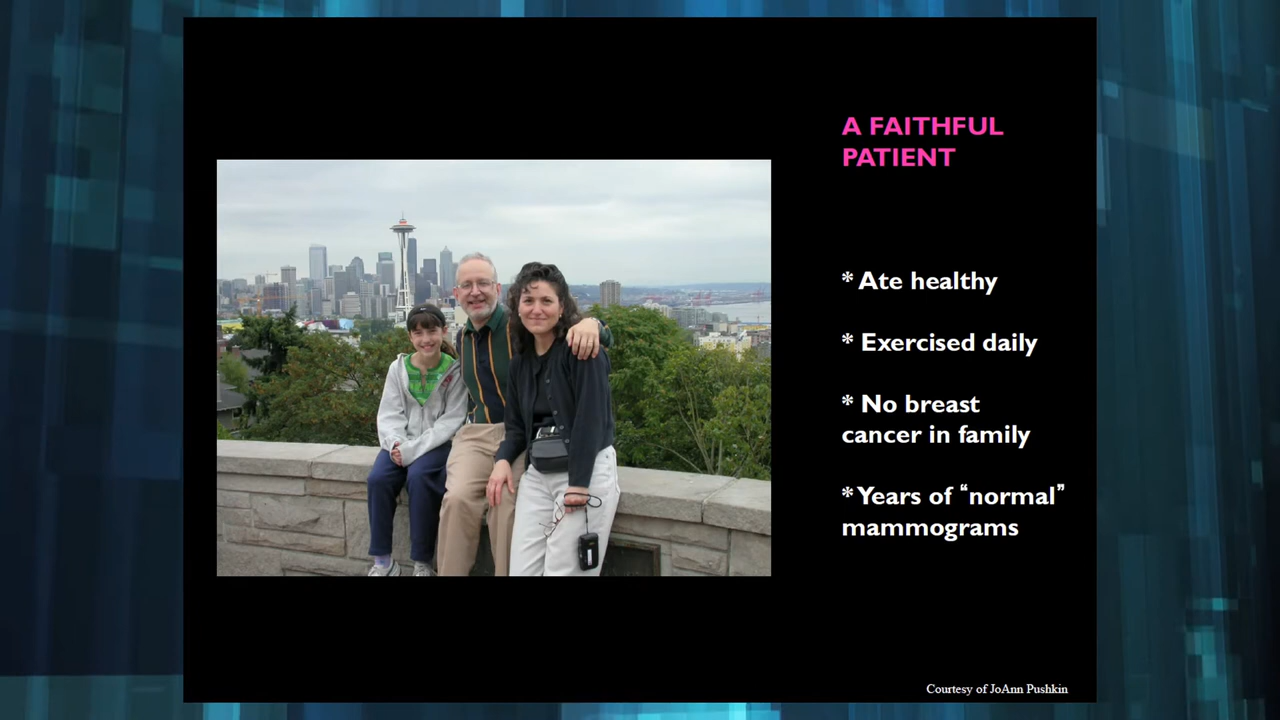 A FAITHFUL
PATIENT
* Ate healthy
* Exercised daily
* No breast
cancer in family
* Years of “normal”
mammograms
Courtesy of JoAnn Pushkin